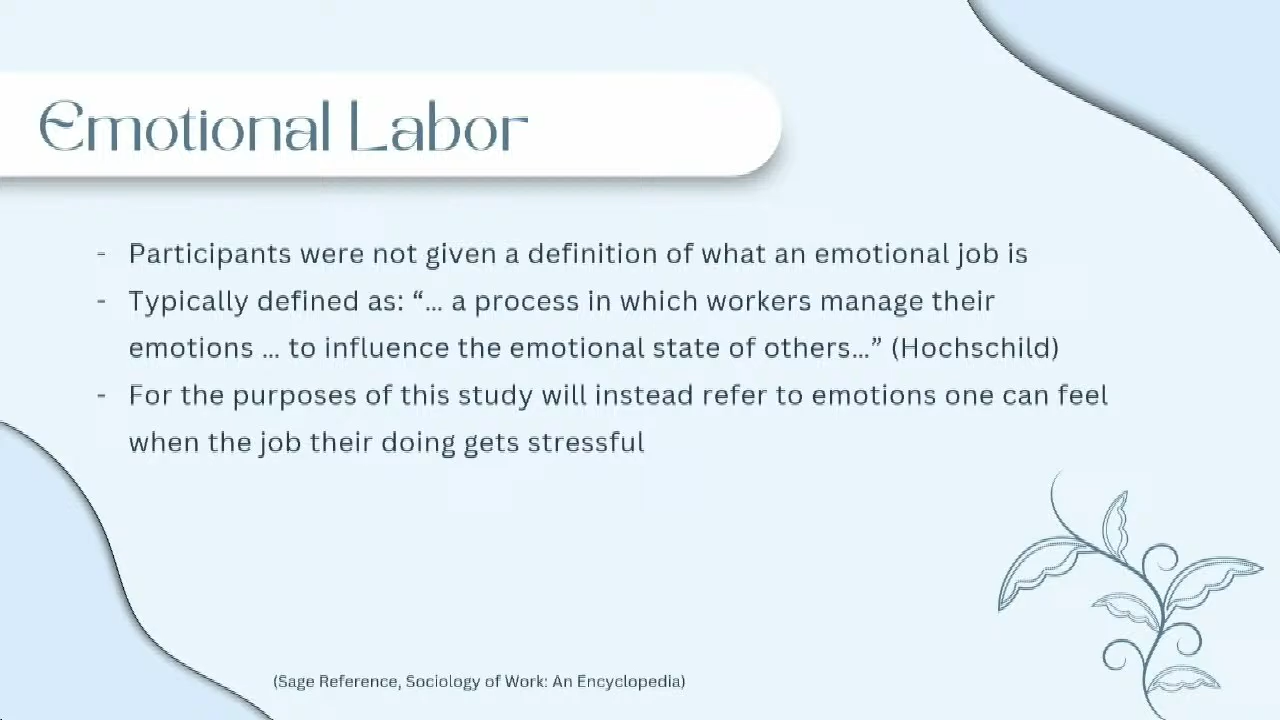 Emotional Labor
- Participants were not given a definition of what an emotional job is
- Typically defined as: “... a process in which workers manage their
emotions ... to influence the emotional state of others...” (Hochschild)
- For the purposes of this study will instead refer to emotions one can feel
when the job their doing gets stressful
(Sage Reference, Sociology of Work: An Encyclopedia)